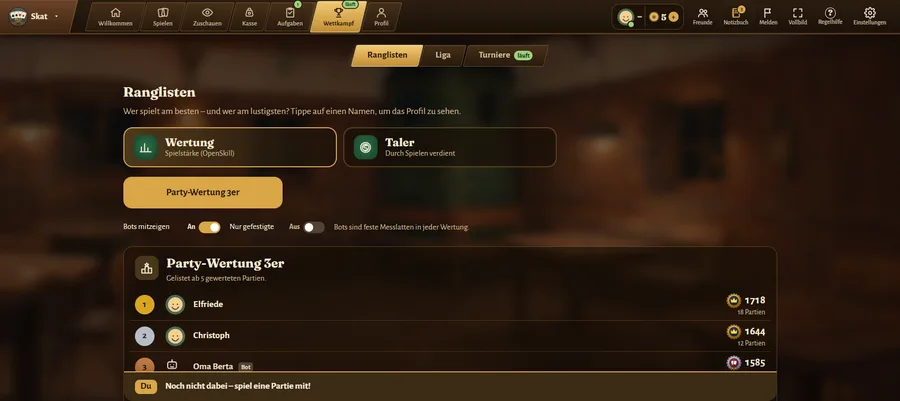 Skat
Willkommen
Spielen
Zuschauen
Kasse
1
Aufgaben
läuft
Wettkampf
Profil
–
5
Freunde
Notizbuch
Melden
Vollbild
Regelhilfe
Einstellungen
Ranglisten
Liga
Turniere läuft
Ranglisten
Wer spielt am besten – und wer am lustigsten? Tippe auf einen Namen, um das Profil zu sehen.
Wertung
Spielstärke (OpenSkill)
Taler
Durch Spielen verdient
Party-Wertung 3er
Bots mitzeigen An Nur gefestigte Aus Bots sind feste Messlatten in jeder Wertung.
Party-Wertung 3er
Gelistet ab 5 gewerteten Partien.
1 Elfriede 1718
18 Partien
2 Christoph 1644
12 Partien
3 Oma Berta Bot 1585
Du Noch nicht dabei – spiel eine Partie mit!